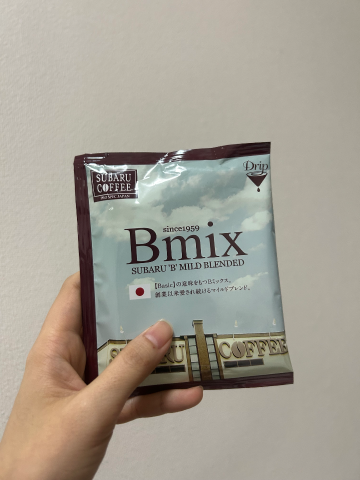 SUBARU
COFFEE
Drip
since1959
Bmix
SUBARU 'B' MILD BLENDED
【Basic】の意味をもつBミックス。
創業以来愛され続けるマイルドブレンド。
SUBARU COFFEE